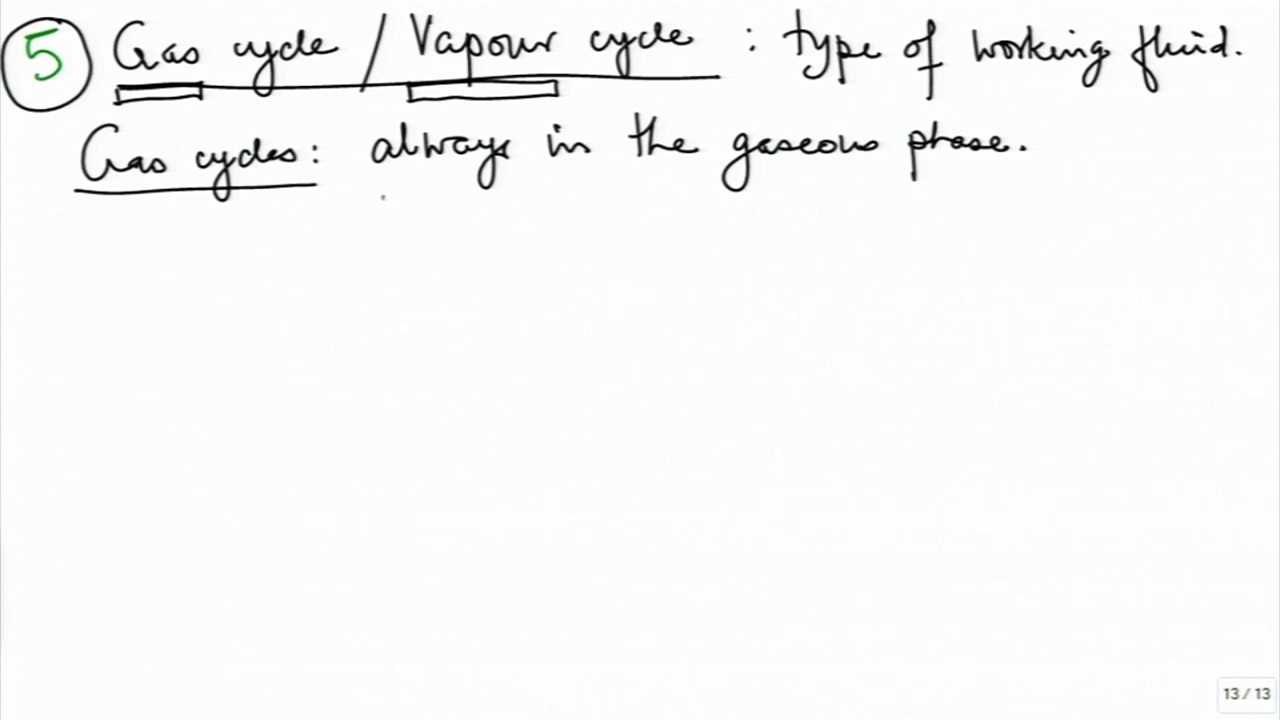 5 Gas cycle / Vapour cycle : type of working fluid.
Gas cycles: always in the gaseous phase.
13 / 13